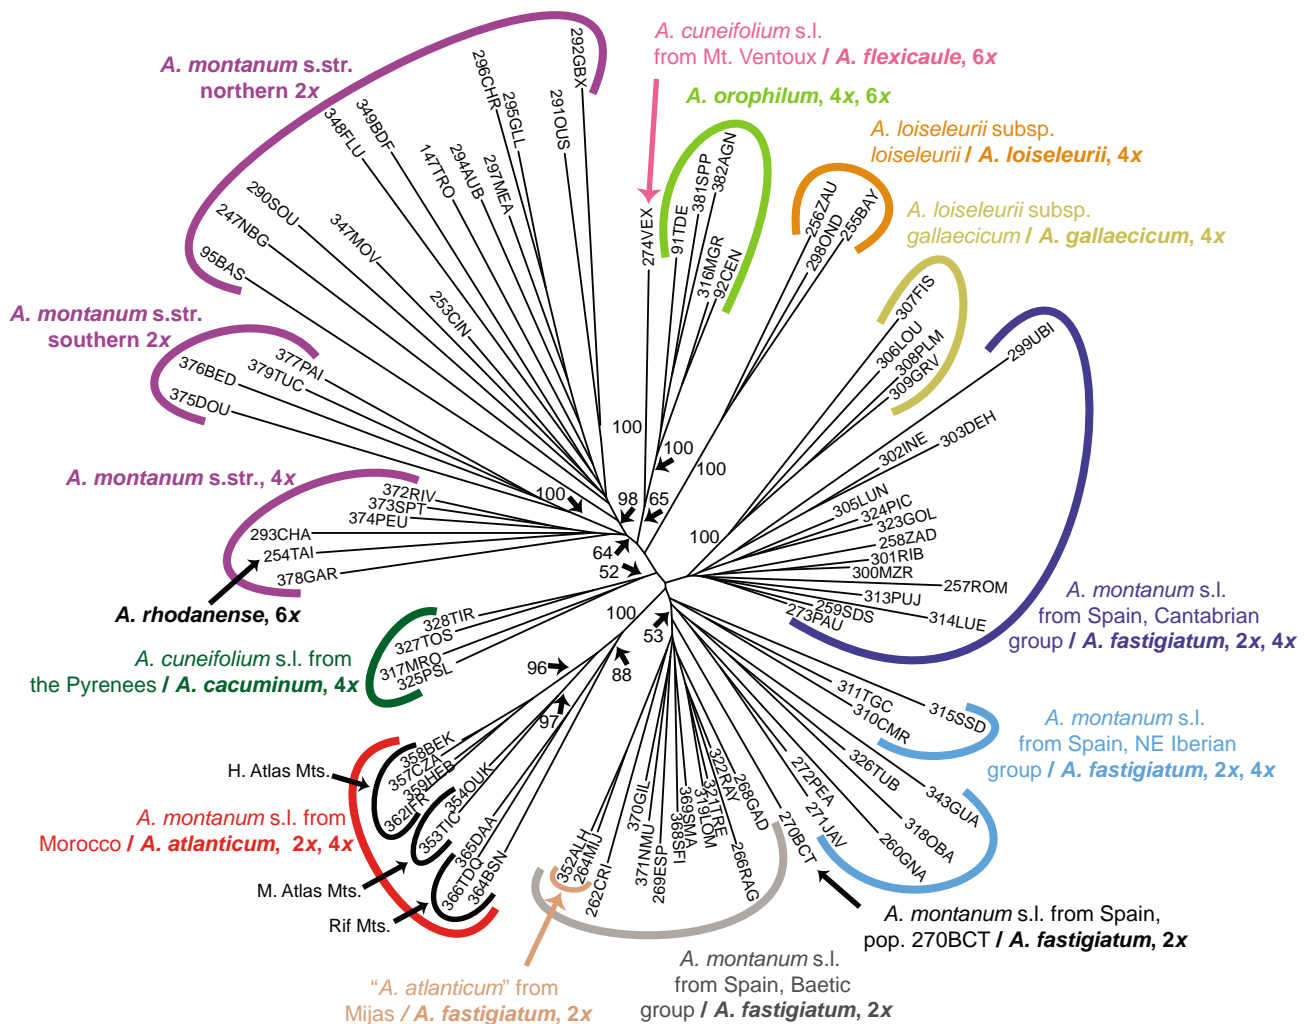 A. cuneifolium s.l.
from Mt. Ventoux / A. flexicaule, 6x
A. montanum s.str.
northern 2x
A. orophilum, 4x, 6x
A. loiseleurii subsp.
loiseleurii / A. loiseleurii, 4x
A. loiseleurii subsp.
gallaecicum / A. gallaecicum, 4x
292GBX
296CHR
295GLL
291OUS
349BDF
348FLU
147TRO
294AUB
297MEA
290SOU
247NBG
347MOV
95BAS
253CIN
274VEX
91TDE
381SPP
382AGN
316MGR
92CEN
256ZAU
298OND
255BAY
307FIS
306LOU
308PLM
309GRV
A. montanum s.str.
southern 2x
377PAI
379TUC
376BED
375DOU
299UBI
303DEH
302INE
305LUN
324PIC
323GOL
258ZAD
301RIB
300MZR
257ROM
313PUJ
314LUE
259SDS
273PAU
100
100
100
100
98
65
100
64
52
100
53
96
88
97
A. montanum s.str., 4x
372RIV
373SPT
374PEU
293CHA
254TAI
378GAR
A. rhodanense, 6x
A. montanum s.l.
from Spain, Cantabrian
group / A. fastigiatum, 2x, 4x
328TIR
327TOS
317MRO
325PSL
A. cuneifolium s.l. from
the Pyrenees / A. cacuminum, 4x
311TGC
310CMR
315SSD
A. montanum s.l.
from Spain, NE Iberian
group / A. fastigiatum, 2x, 4x
326TUB
343GUA
318OBA
260GNA
272PEA
271JAV
270BCT
358BEK
357CZA
359HEB
362IFR
354OUK
353TIC
365DAA
366TDQ
364BSN
H. Atlas Mts.
A. montanum s.l. from
Morocco / A. atlanticum, 2x, 4x
M. Atlas Mts.
Rif Mts.
352ALH
264MIJ
262CRI
370GIL
371NMU
269ESP
369SMA
368SFI
319LOM
321TRE
322RAY
268GAD
266RAG
A. montanum s.l. from Spain,
pop. 270BCT / A. fastigiatum, 2x
A. montanum s.l.
from Spain, Baetic
group / A. fastigiatum, 2x
“A. atlanticum” from
Mijas / A. fastigiatum, 2x